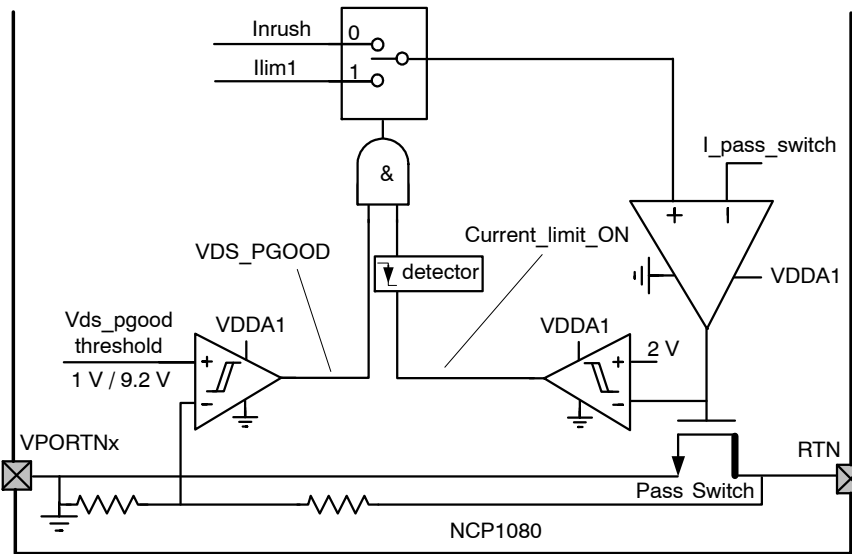 Inrush
0
Ilim1
1
I_pass_switch
&
+
−
VDS_PGOOD
Current_limit_ON
detector
VDDA1
Vds_pgood
threshold
1 V / 9.2 V
VDDA1
+
−
VDDA1
2 V
+
−
VPORTNx
RTN
Pass Switch
NCP1080